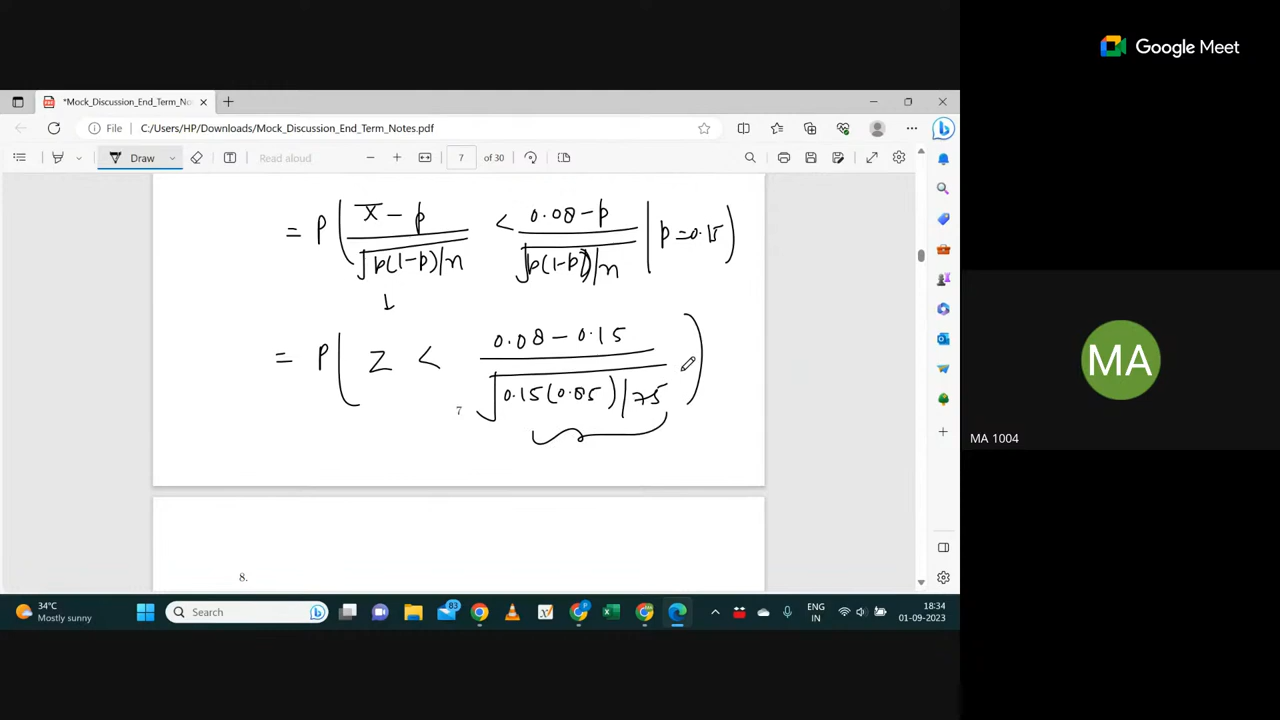 Google Meet
*Mock_Discussion_End_Term_No
File C:/Users/HP/Downloads/Mock_Discussion_End_Term_Notes.pdf
Draw Read aloud 7 of 30
= P( (X̄ - p) / √(p(1-p)/n) < (0.08 - p) / √(p(1-p)/n) | p = 0.15 )
↓
= P( Z < (0.08 - 0.15) / √(0.15(0.85)/75) )
7
8.
MA
MA 1004
34°C
Mostly sunny
Search
83
ENG
IN
18:34
01-09-2023